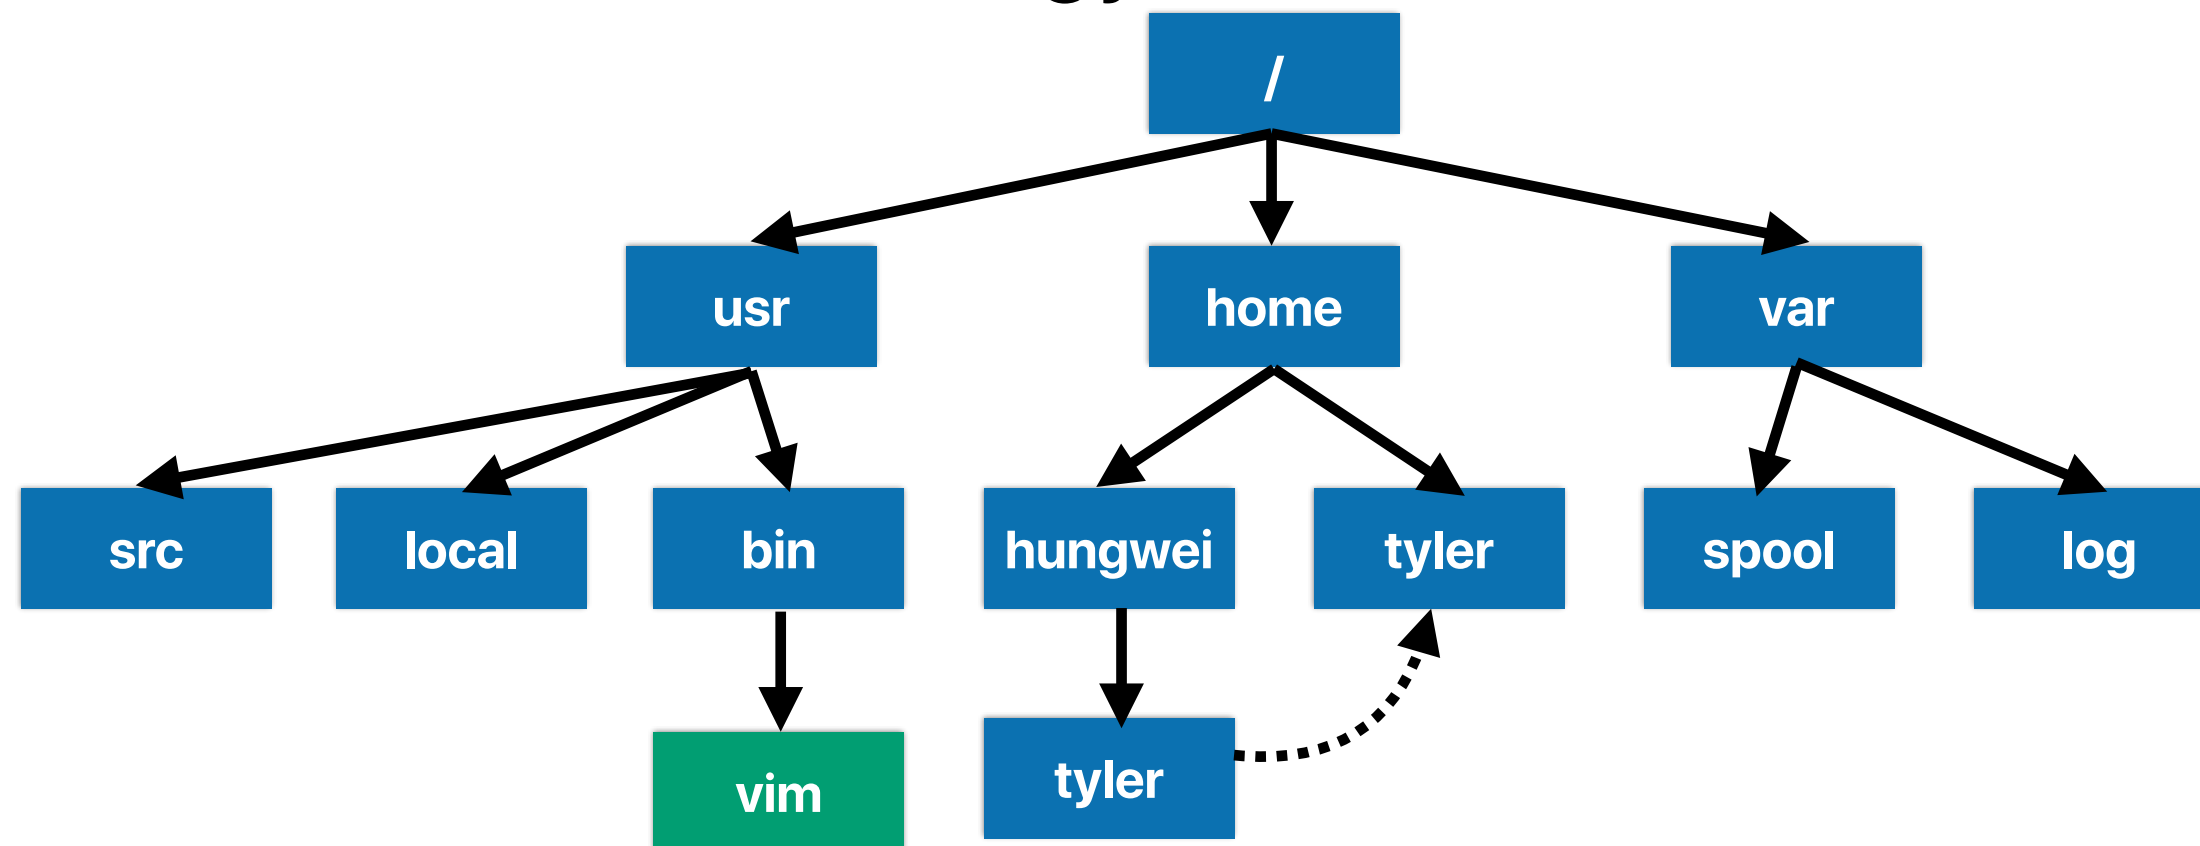 /
usr
home
var
src
local
bin
hungwei
tyler
spool
log
vim
tyler